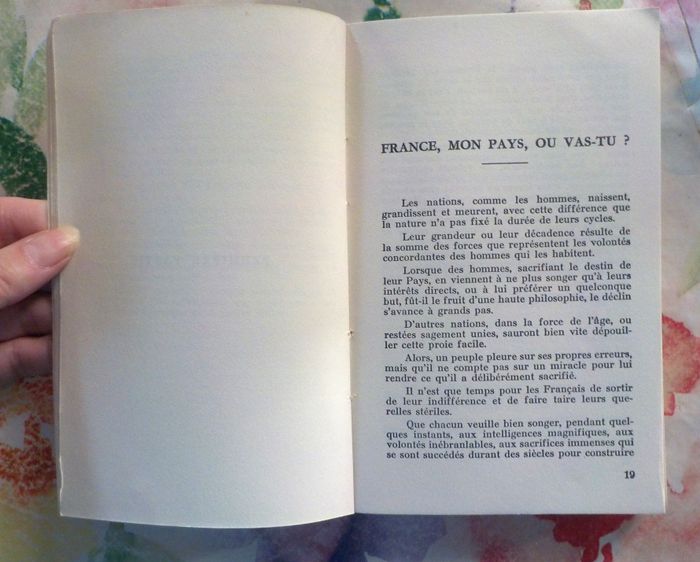 FRANCE, MON PAYS, OU VAS-TU ?
Les nations, comme les hommes, naissent,
grandissent et meurent, avec cette différence que
la nature n'a pas fixé la durée de leurs cycles.
Leur grandeur ou leur décadence résulte de
la somme des forces que représentent les volontés
concordantes des hommes qui les habitent.
Lorsque des hommes, sacrifiant le destin de
leur Pays, en viennent à ne plus songer qu'à leurs
intérêts directs, ou à lui préférer un quelconque
but, fût-il le fruit d'une haute philosophie, le déclin
s'avance à grands pas.
D'autres nations, dans la force de l'âge, ou
restées sagement unies, sauront bien vite dépouil-
ler cette proie facile.
Alors, un peuple pleure sur ses propres erreurs,
mais qu'il ne compte pas sur un miracle pour lui
rendre ce qu'il a délibérément sacrifié.
Il n'est que temps pour les Français de sortir
de leur indifférence et de faire taire leurs que-
relles stériles.
Que chacun veuille bien songer, pendant quel-
ques instants, aux intelligences magnifiques, aux
volontés inébranlables, aux sacrifices immenses qui
se sont succédés durant des siècles pour construire
19